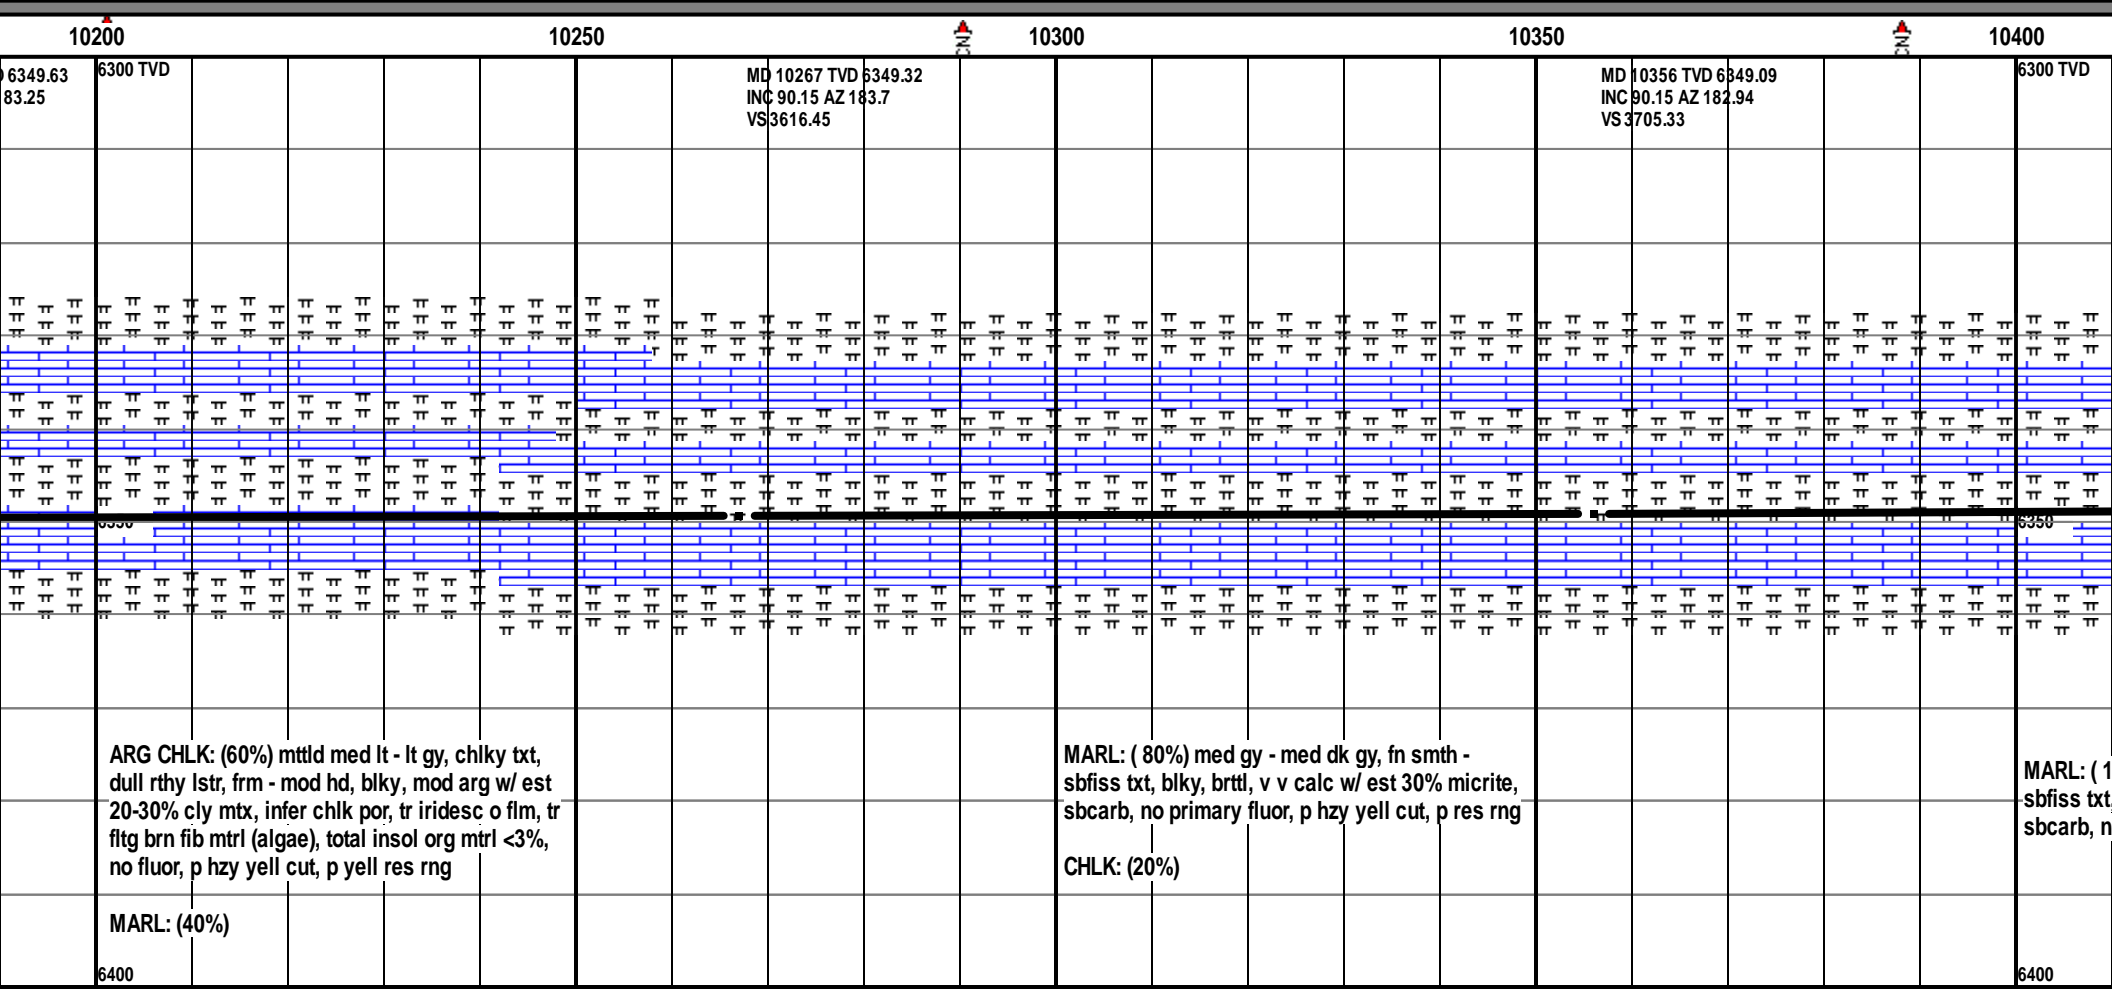 10200 10250 10300 10350 10400
CN CN
6349.63
83.25
6300 TVD
MD 10267 TVD 6349.32
INC 90.15 AZ 183.7
VS 3616.45
MD 10356 TVD 6349.09
INC 90.15 AZ 182.94
VS 3705.33
6300 TVD
6350 6350
ARG CHLK: (60%) mttld med lt - lt gy, chlky txt,
dull rthy lstr, frm - mod hd, blky, mod arg w/ est
20-30% cly mtx, infer chlk por, tr iridesc o flm, tr
fltg brn fib mtrl (algae), total insol org mtrl <3%,
no fluor, p hzy yell cut, p yell res rng
MARL: (40%)
MARL: ( 80%) med gy - med dk gy, fn smth -
sbfiss txt, blky, brttl, v v calc w/ est 30% micrite,
sbcarb, no primary fluor, p hzy yell cut, p res rng
CHLK: (20%)
MARL: ( 1
sbfiss txt,
sbcarb, n
6400 6400